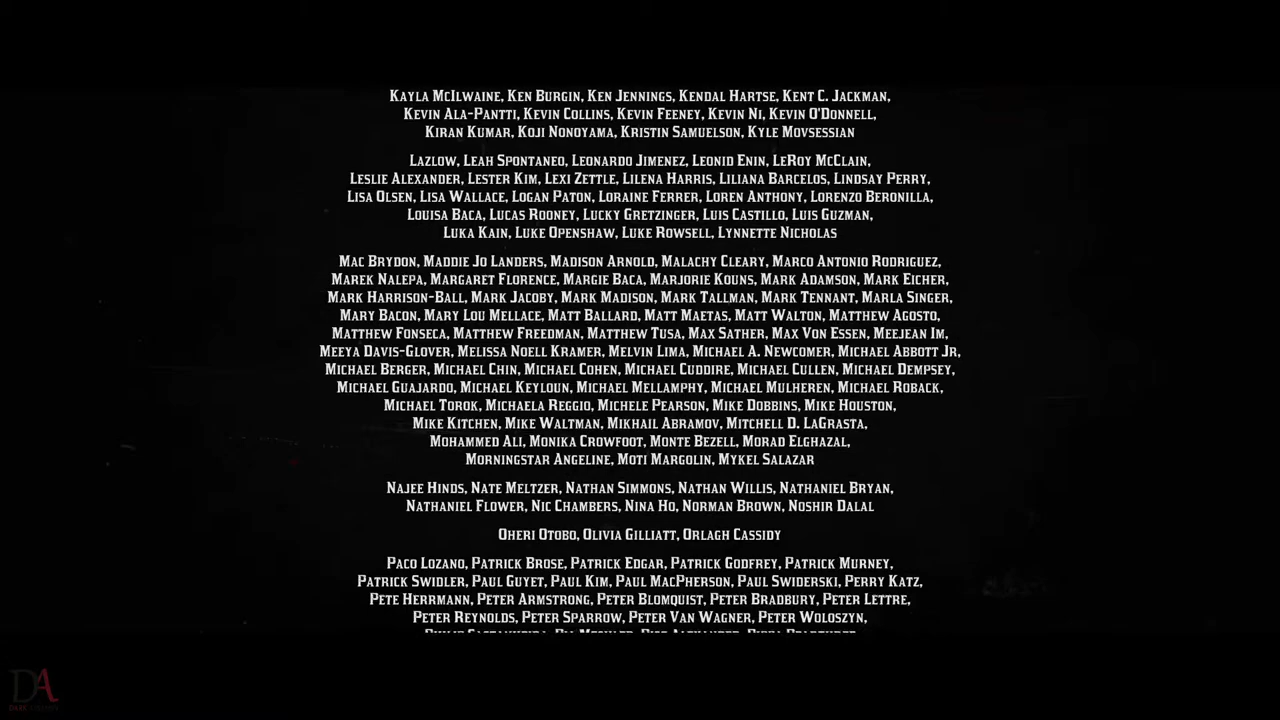 Kayla McIlwaine, Ken Burgin, Ken Jennings, Kendal Hartse, Kent C. Jackman,
Kevin Ala-Pantti, Kevin Collins, Kevin Feeney, Kevin Ni, Kevin O'Donnell,
Kiran Kumar, Koji Nonoyama, Kristin Samuelson, Kyle Movsessian
Lazlow, Leah Spontaneo, Leonardo Jimenez, Leonid Enin, LeRoy McClain,
Leslie Alexander, Lester Kim, Lexi Zettle, Lilena Harris, Liliana Barcelos, Lindsay Perry,
Lisa Olsen, Lisa Wallace, Logan Paton, Loraine Ferrer, Loren Anthony, Lorenzo Beronilla,
Louisa Baca, Lucas Rooney, Lucky Gretzinger, Luis Castillo, Luis Guzman,
Luka Kain, Luke Openshaw, Luke Rowsell, Lynnette Nicholas
Mac Brydon, Maddie Jo Landers, Madison Arnold, Malachy Cleary, Marco Antonio Rodriguez,
Marek Nalepa, Margaret Florence, Margie Baca, Marjorie Kouns, Mark Adamson, Mark Eicher,
Mark Harrison-Ball, Mark Jacoby, Mark Madison, Mark Tallman, Mark Tennant, Marla Singer,
Mary Bacon, Mary Lou Mellace, Matt Ballard, Matt Maetas, Matt Walton, Matthew Agosto,
Matthew Fonseca, Matthew Freedman, Matthew Tusa, Max Sather, Max Von Essen, Meejean Im,
Meeya Davis-Glover, Melissa Noell Kramer, Melvin Lima, Michael A. Newcomer, Michael Abbott Jr,
Michael Berger, Michael Chin, Michael Cohen, Michael Cuddire, Michael Cullen, Michael Dempsey,
Michael Guajardo, Michael Keyloun, Michael Mellamphy, Michael Mulheren, Michael Roback,
Michael Torok, Michaela Reggio, Michele Pearson, Mike Dobbins, Mike Houston,
Mike Kitchen, Mike Waltman, Mikhail Abramov, Mitchell D. LaGrasta,
Mohammed Ali, Monika Crowfoot, Monte Bezell, Morad Elghazal,
Morningstar Angeline, Moti Margolin, Mykel Salazar
Najee Hinds, Nate Meltzer, Nathan Simmons, Nathan Willis, Nathaniel Bryan,
Nathaniel Flower, Nic Chambers, Nina Ho, Norman Brown, Noshir Dalal
Oheri Otobo, Olivia Gilliatt, Orlagh Cassidy
Paco Lozano, Patrick Brose, Patrick Edgar, Patrick Godfrey, Patrick Murney,
Patrick Swidler, Paul Guyet, Paul Kim, Paul MacPherson, Paul Swiderski, Perry Katz,
Pete Herrmann, Peter Armstrong, Peter Blomquist, Peter Bradbury, Peter Lettre,
Peter Reynolds, Peter Sparrow, Peter Van Wagner, Peter Woloszyn,
DA